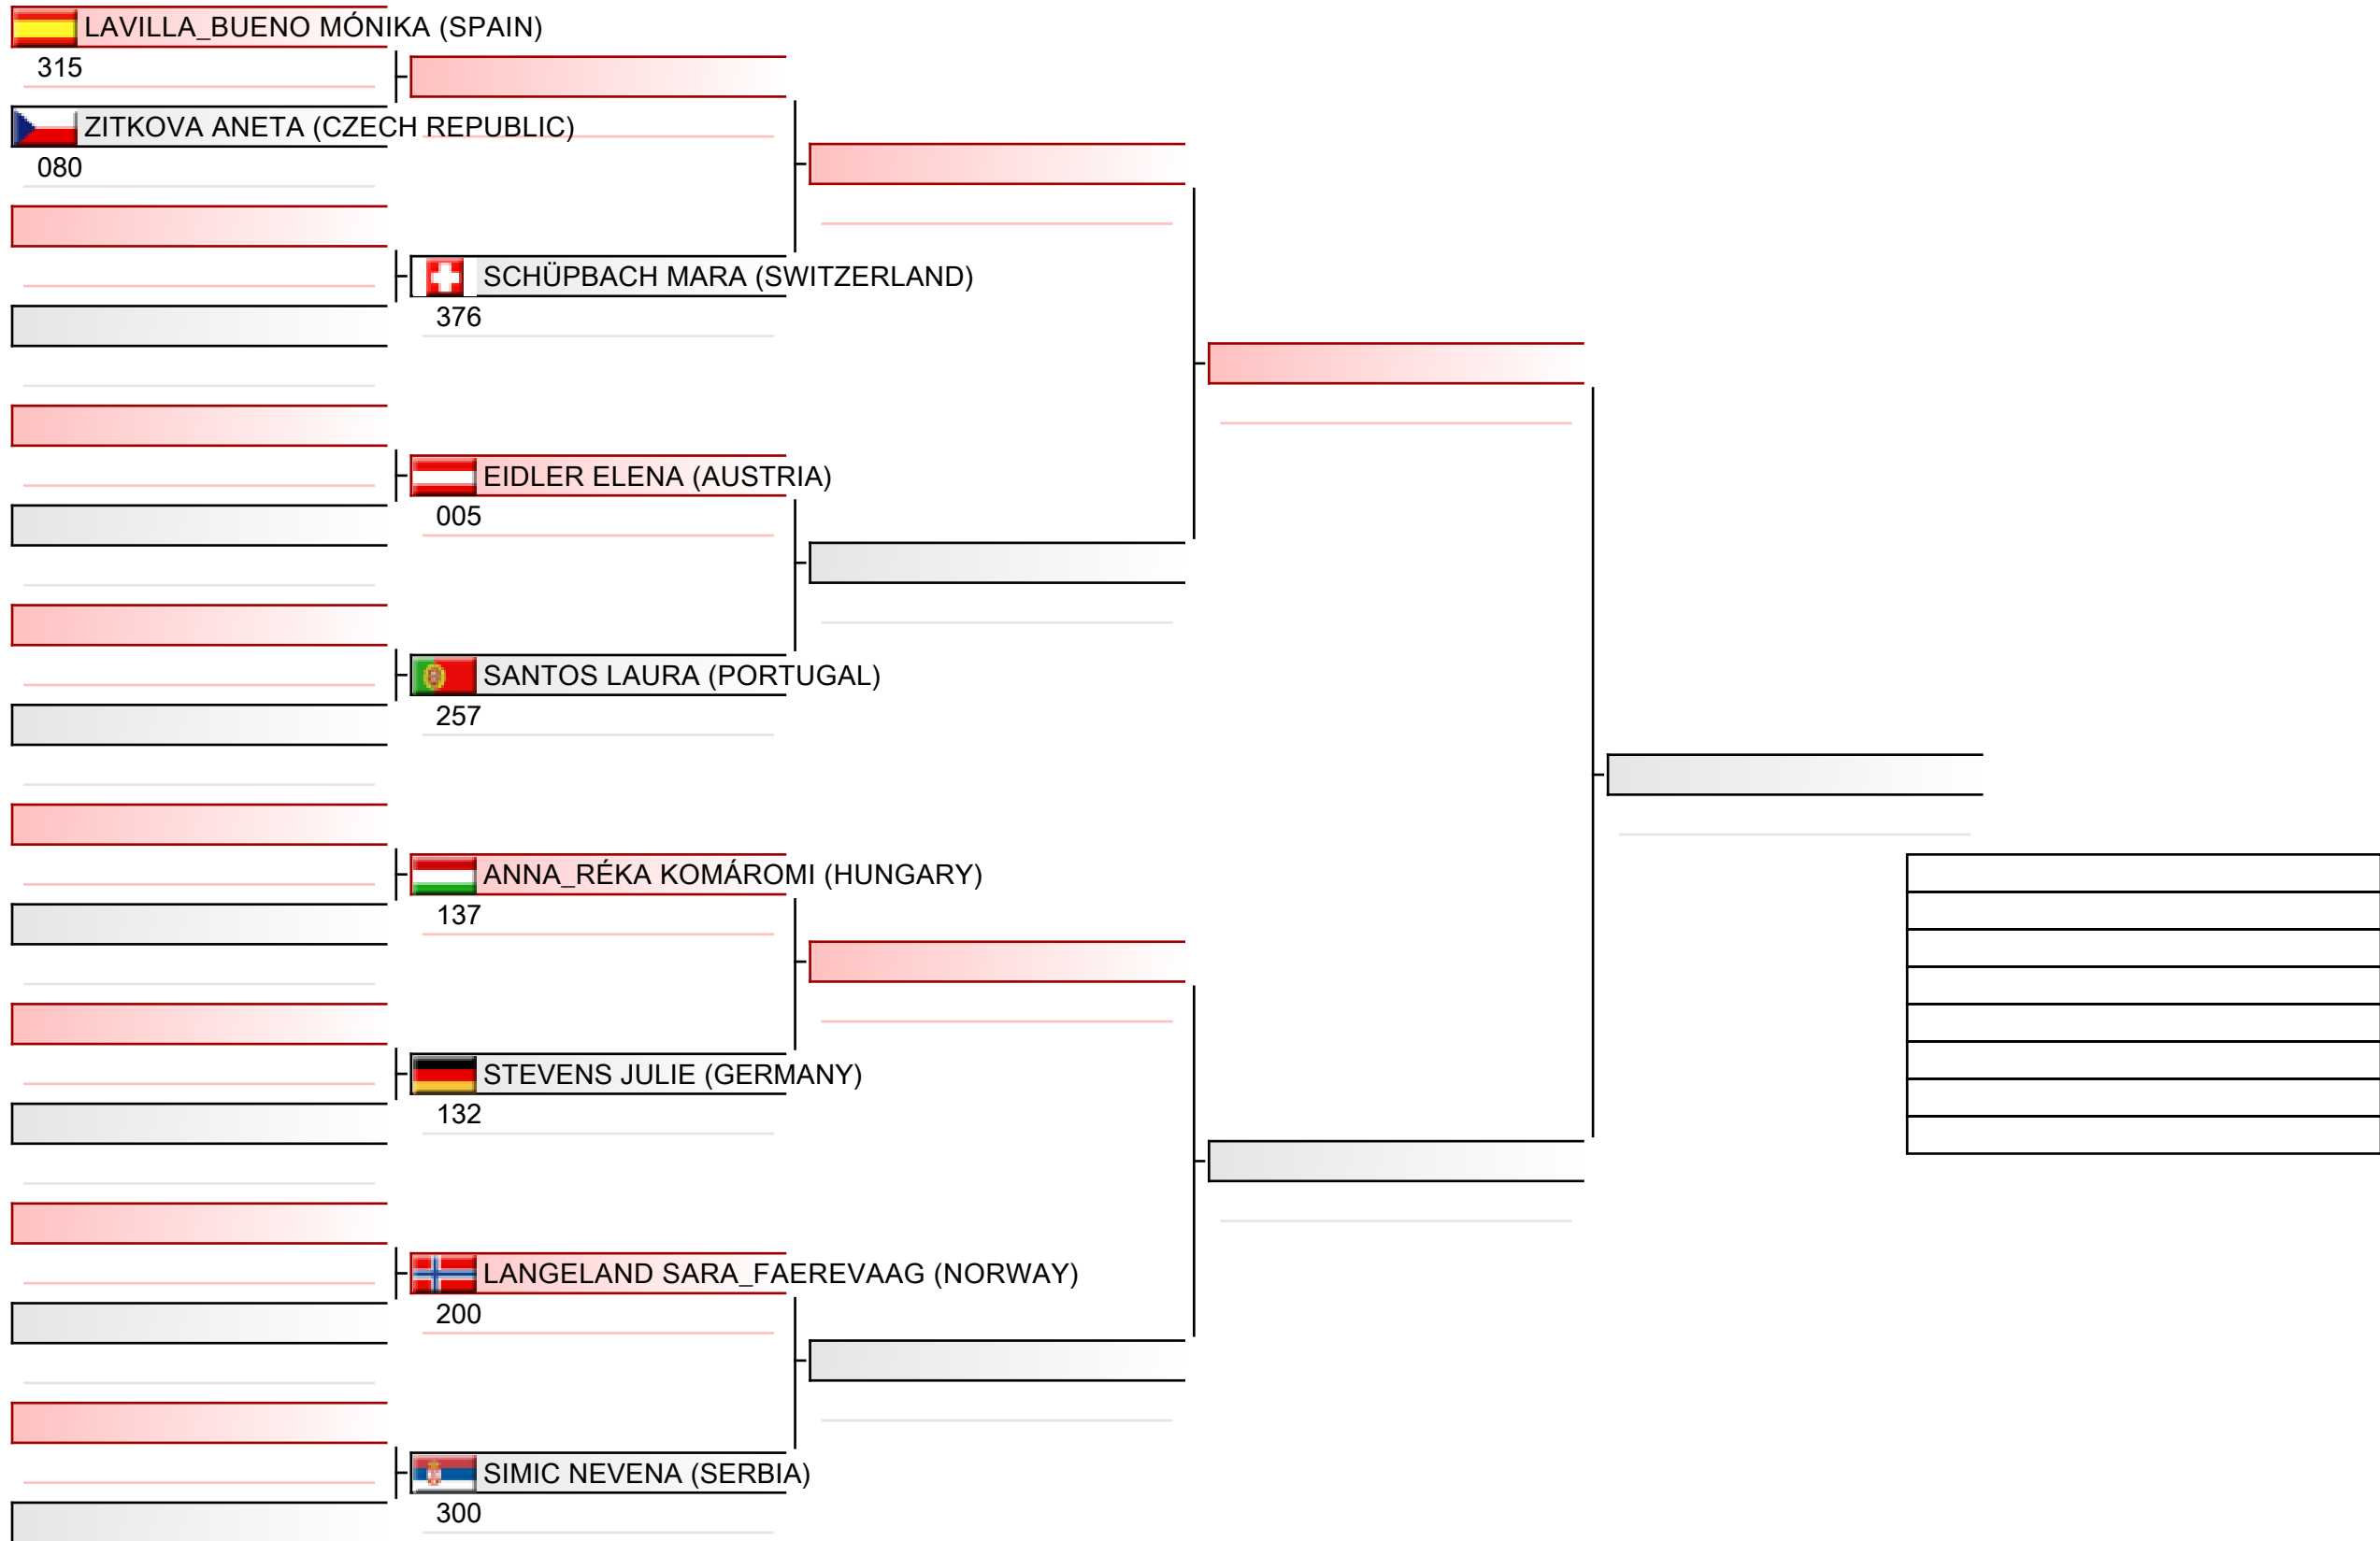 LAVILLA_BUENO MÓNIKA (SPAIN)
315
ZITKOVA ANETA (CZECH REPUBLIC)
080
SCHÜPBACH MARA (SWITZERLAND)
376
EIDLER ELENA (AUSTRIA)
005
SANTOS LAURA (PORTUGAL)
257
ANNA_RÉKA KOMÁROMI (HUNGARY)
137
STEVENS JULIE (GERMANY)
132
LANGELAND SARA_FAEREVAAG (NORWAY)
200
SIMIC NEVENA (SERBIA)
300